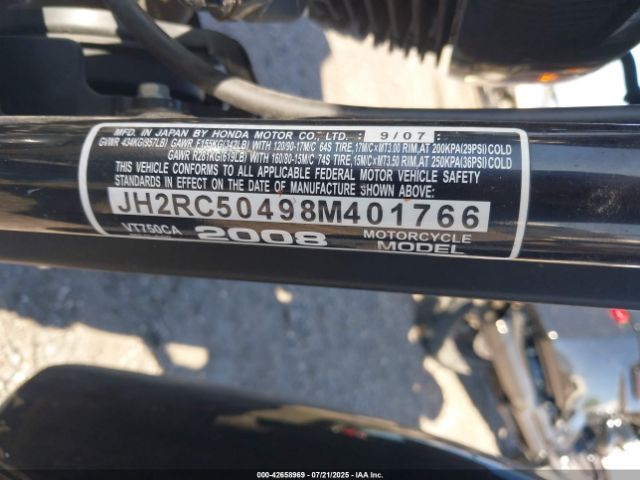 MFD. IN JAPAN BY HONDA MOTOR CO., LTD. 9/07
GVWR 434KG(957LB) GAWR F155KG(342LB) WITH 120/90-17M/C 64S TIRE, 17M/C×MT3.00 RIM, AT 200KPA(29PSI)COLD
GAWR R281KG(619LB) WITH 160/80-15M/C 74S TIRE, 15M/C×MT3.50 RIM, AT 250KPA(36PSI)COLD
THIS VEHICLE CONFORMS TO ALL APPLICABLE FEDERAL MOTOR VEHICLE SAFETY
STANDARDS IN EFFECT ON THE DATE OF MANUFACTURE SHOWN ABOVE.
JH2RC50498M401766
VT750CA 2008 MOTORCYCLE
MODEL
000-42658969 07/21/2025 IAA, INC.